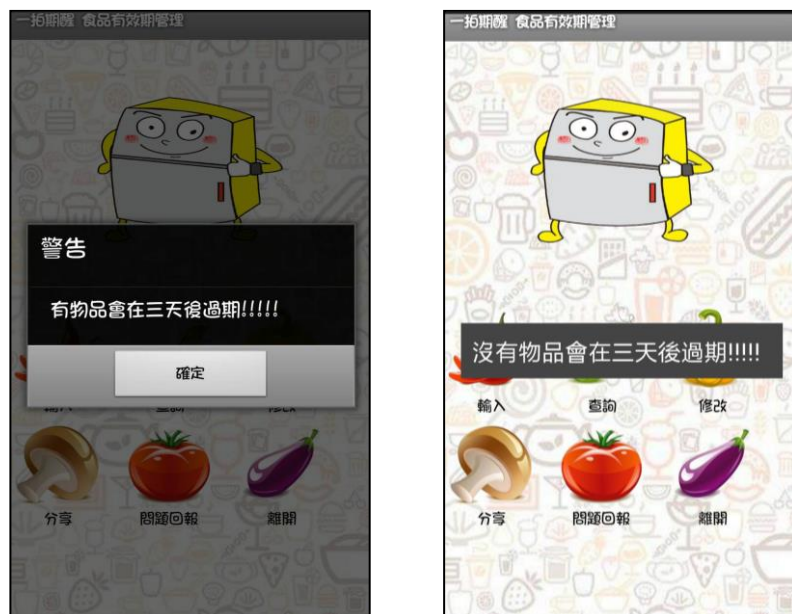 一拍期醒 食品有效期管理
警告
有物品會在三天後過期!!!!!
確定
輸入 查詢 修改
分享 問題回報 離開
一拍期醒 食品有效期管理
沒有物品會在三天後過期!!!!!
輸入 查詢 修改
分享 問題回報 離開